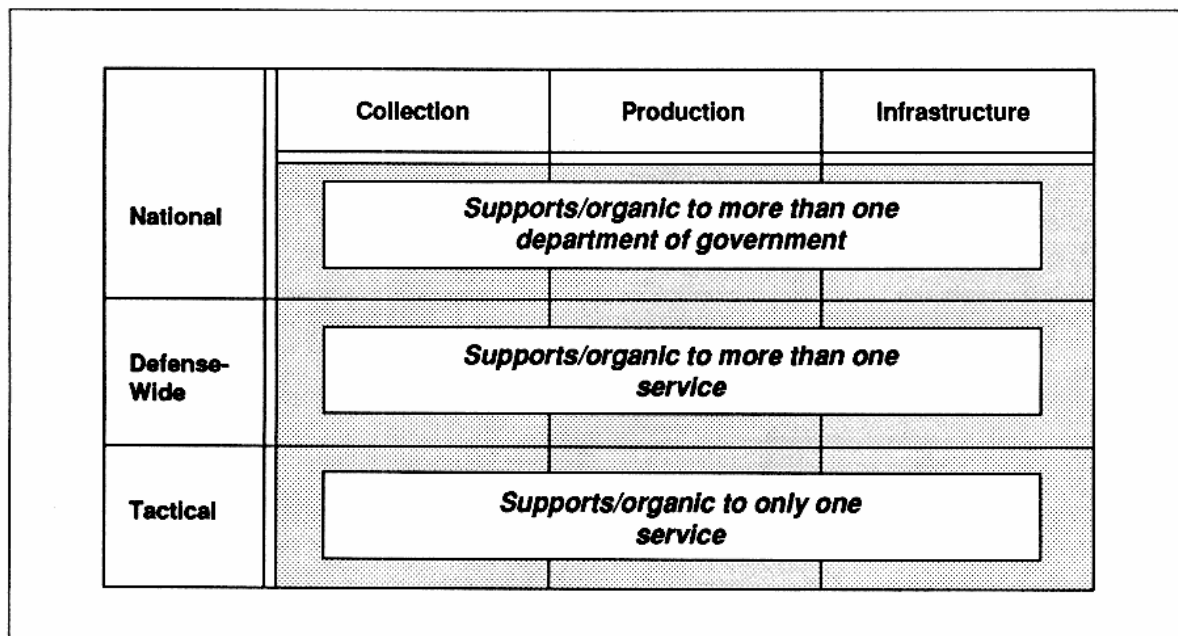 Collection Production Infrastructure
National
Supports/organic to more than one
department of government
Defense-
Wide
Supports/organic to more than one
service
Tactical
Supports/organic to only one
service